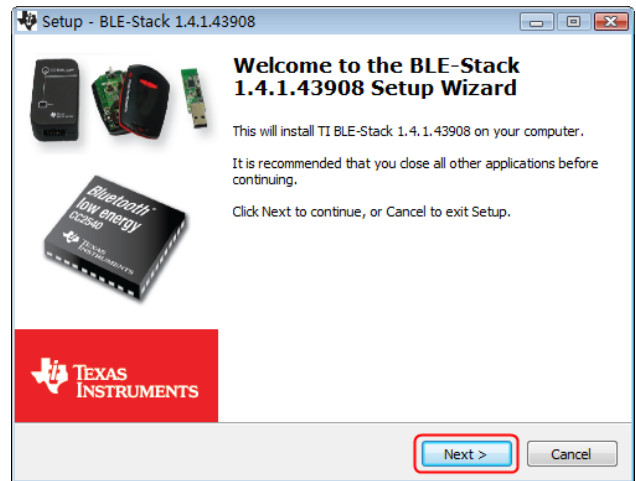 Setup - BLE-Stack 1.4.1.43908
Welcome to the BLE-Stack
1.4.1.43908 Setup Wizard
This will install TI BLE-Stack 1.4.1.43908 on your computer.
It is recommended that you close all other applications before
continuing.
Click Next to continue, or Cancel to exit Setup.
Bluetooth
low energy
CC2540
TEXAS
INSTRUMENTS
TEXAS
INSTRUMENTS
Next >
Cancel